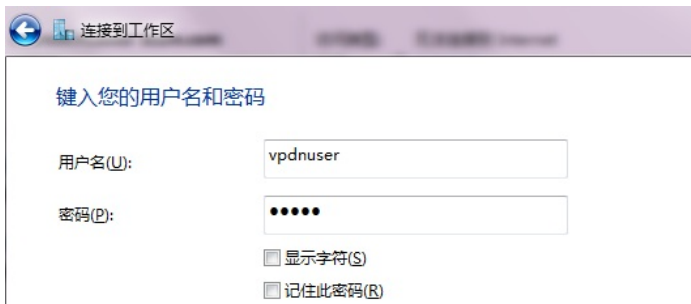 连接到工作区
键入您的用户名和密码
用户名(U): vpdnuser
密码(P): •••••
显示字符(S)
记住此密码(R)